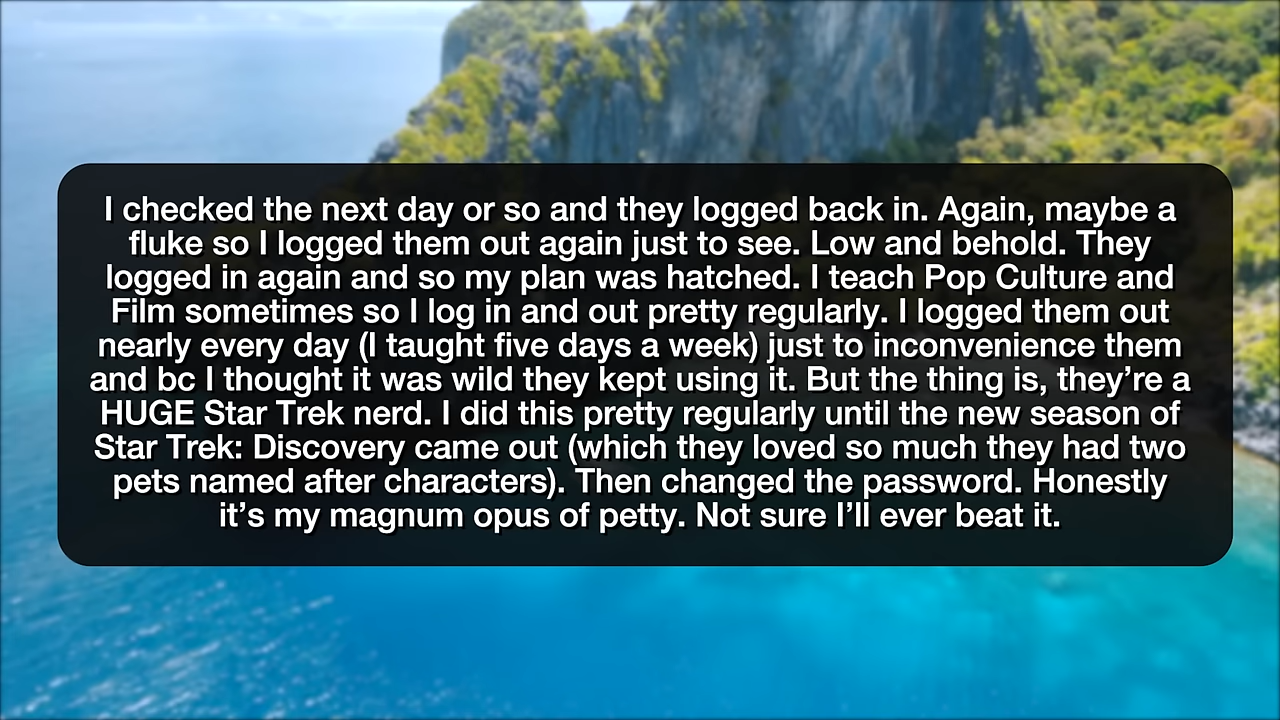 I checked the next day or so and they logged back in. Again, maybe a
fluke so I logged them out again just to see. Low and behold. They
logged in again and so my plan was hatched. I teach Pop Culture and
Film sometimes so I log in and out pretty regularly. I logged them out
nearly every day (I taught five days a week) just to inconvenience them
and bc I thought it was wild they kept using it. But the thing is, they’re a
HUGE Star Trek nerd. I did this pretty regularly until the new season of
Star Trek: Discovery came out (which they loved so much they had two
pets named after characters). Then changed the password. Honestly
it’s my magnum opus of petty. Not sure I’ll ever beat it.